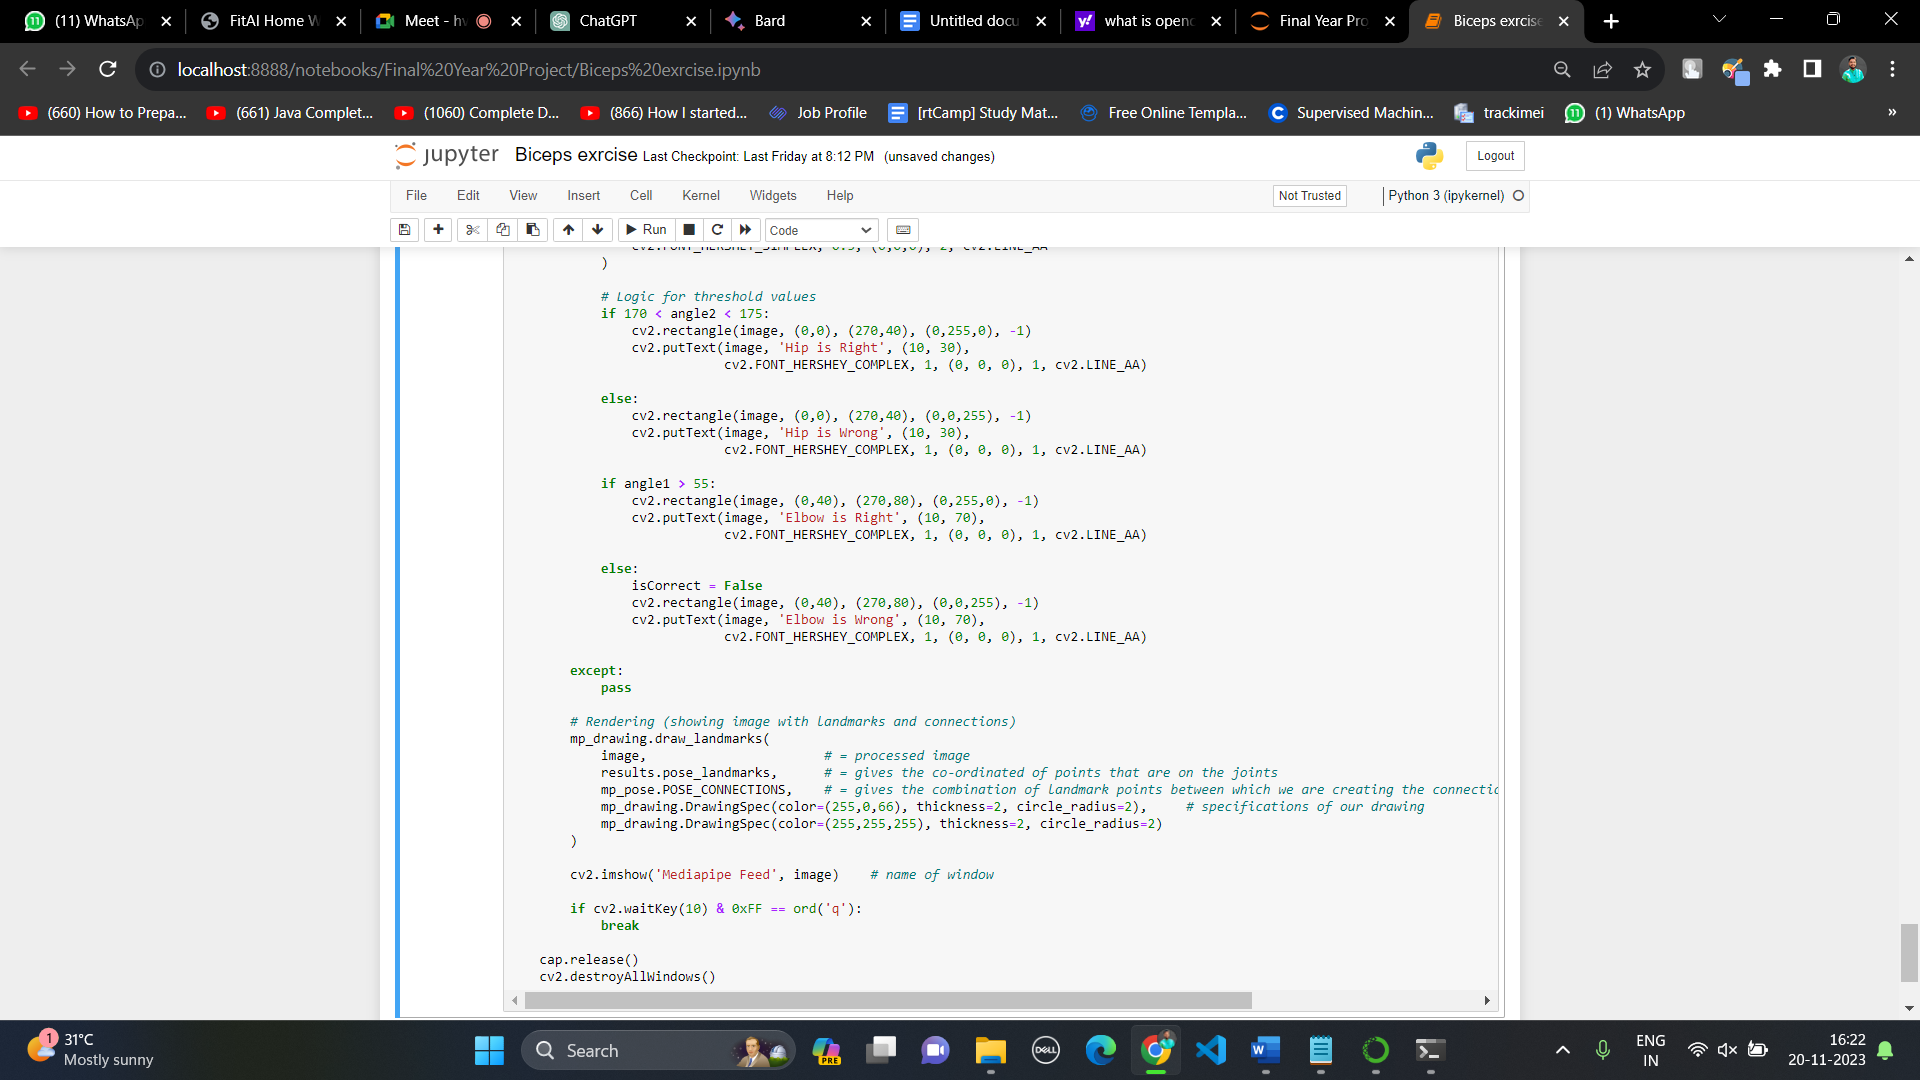 (11) WhatsAp
FitAI Home W
Meet - hv
ChatGPT
Bard
Untitled docu
what is openc
Final Year Pro
Biceps exrcise
localhost:8888/notebooks/Final%20Year%20Project/Biceps%20exrcise.ipynb
(660) How to Prepa...
(661) Java Complet...
(1060) Complete D...
(866) How I started...
Job Profile
[rtCamp] Study Mat...
Free Online Templa...
Supervised Machin...
trackimei
(1) WhatsApp
»
jupyter Biceps exrcise Last Checkpoint: Last Friday at 8:12 PM (unsaved changes)
Logout
File Edit View Insert Cell Kernel Widgets Help
Not Trusted
Python 3 (ipykernel)
Run
Code
)
# Logic for threshold values
if 170 < angle2 < 175:
cv2.rectangle(image, (0,0), (270,40), (0,255,0), -1)
cv2.putText(image, 'Hip is Right', (10, 30),
cv2.FONT_HERSHEY_COMPLEX, 1, (0, 0, 0), 1, cv2.LINE_AA)
else:
cv2.rectangle(image, (0,0), (270,40), (0,0,255), -1)
cv2.putText(image, 'Hip is Wrong', (10, 30),
cv2.FONT_HERSHEY_COMPLEX, 1, (0, 0, 0), 1, cv2.LINE_AA)
if angle1 > 55:
cv2.rectangle(image, (0,40), (270,80), (0,255,0), -1)
cv2.putText(image, 'Elbow is Right', (10, 70),
cv2.FONT_HERSHEY_COMPLEX, 1, (0, 0, 0), 1, cv2.LINE_AA)
else:
isCorrect = False
cv2.rectangle(image, (0,40), (270,80), (0,0,255), -1)
cv2.putText(image, 'Elbow is Wrong', (10, 70),
cv2.FONT_HERSHEY_COMPLEX, 1, (0, 0, 0), 1, cv2.LINE_AA)
except:
pass
# Rendering (showing image with landmarks and connections)
mp_drawing.draw_landmarks(
image, # = processed image
results.pose_landmarks, # = gives the co-ordinated of points that are on the joints
mp_pose.POSE_CONNECTIONS, # = gives the combination of landmark points between which we are creating the connectio
mp_drawing.DrawingSpec(color=(255,0,66), thickness=2, circle_radius=2), # specifications of our drawing
mp_drawing.DrawingSpec(color=(255,255,255), thickness=2, circle_radius=2)
)
cv2.imshow('Mediapipe Feed', image) # name of window
if cv2.waitKey(10) & 0xFF == ord('q'):
break
cap.release()
cv2.destroyAllWindows()
1
31°C
Mostly sunny
Search
PRE
DELL
ENG
IN
16:22
20-11-2023